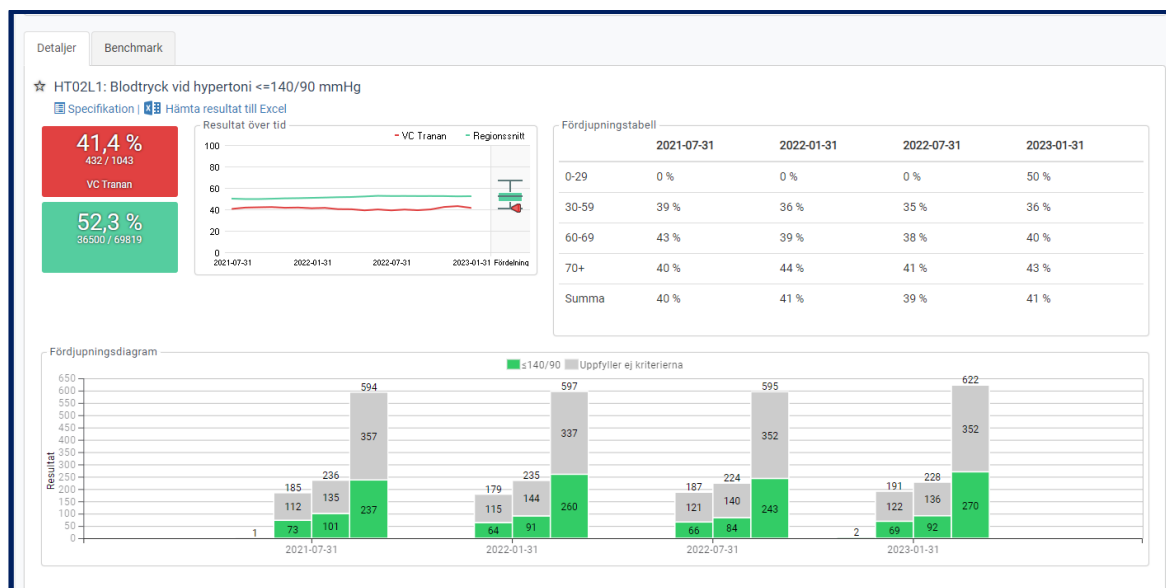 Detaljer Benchmark
HT02L1: Blodtryck vid hypertoni <=140/90 mmHg
Specifikation | Hämta resultat till Excel
41,4 %
432 / 1043
VC Tranan
52,3 %
36500 / 69819
Resultat över tid
VC Tranan Regionssnitt
100
80
60
40
20
0
2021-07-31 2022-01-31 2022-07-31 2023-01-31 Fördelning
Fördjupningstabell
2021-07-31 2022-01-31 2022-07-31 2023-01-31
0-29 0 % 0 % 0 % 50 %
30-59 39 % 36 % 35 % 36 %
60-69 43 % 39 % 38 % 40 %
70+ 40 % 44 % 41 % 43 %
Summa 40 % 41 % 39 % 41 %
Fördjupningsdiagram
≤140/90 Uppfyller ej kriterierna
Resultat
650
600
550
500
450
400
350
300
250
200
150
100
50
0
1 185 112 73 236 135 101 594 357 237
179 115 64 235 144 91 597 337 260
187 121 66 224 140 84 595 352 243
2 191 122 69 228 136 92 622 352 270
2021-07-31 2022-01-31 2022-07-31 2023-01-31